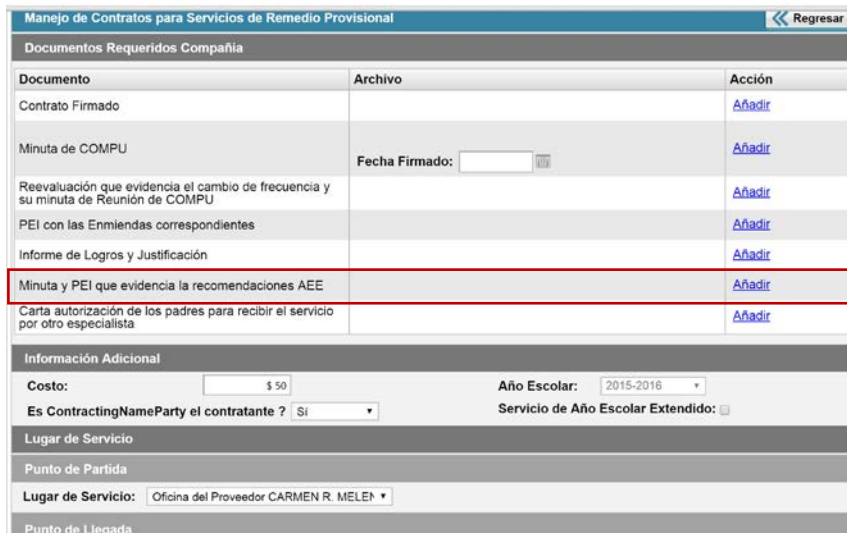 Manejo de Contratos para Servicios de Remedio Provisional Regresar
Documentos Requeridos Compañia
Documento Archivo Acción
Contrato Firmado Añadir
Minuta de COMPU Fecha Firmado: Añadir
Reevaluación que evidencia el cambio de frecuencia y
su minuta de Reunión de COMPU Añadir
PEI con las Enmiendas correspondientes Añadir
Informe de Logros y Justificación Añadir
Minuta y PEI que evidencia la recomendaciones AEE Añadir
Carta autorización de los padres para recibir el servicio
por otro especialista Añadir
Información Adicional
Costo: $ 50 Año Escolar: 2015-2016
Es ContractingNameParty el contratante ? Sí Servicio de Año Escolar Extendido:
Lugar de Servicio
Punto de Partida
Lugar de Servicio: Oficina del Proveedor CARMEN R. MELEN
Punto de Llegada